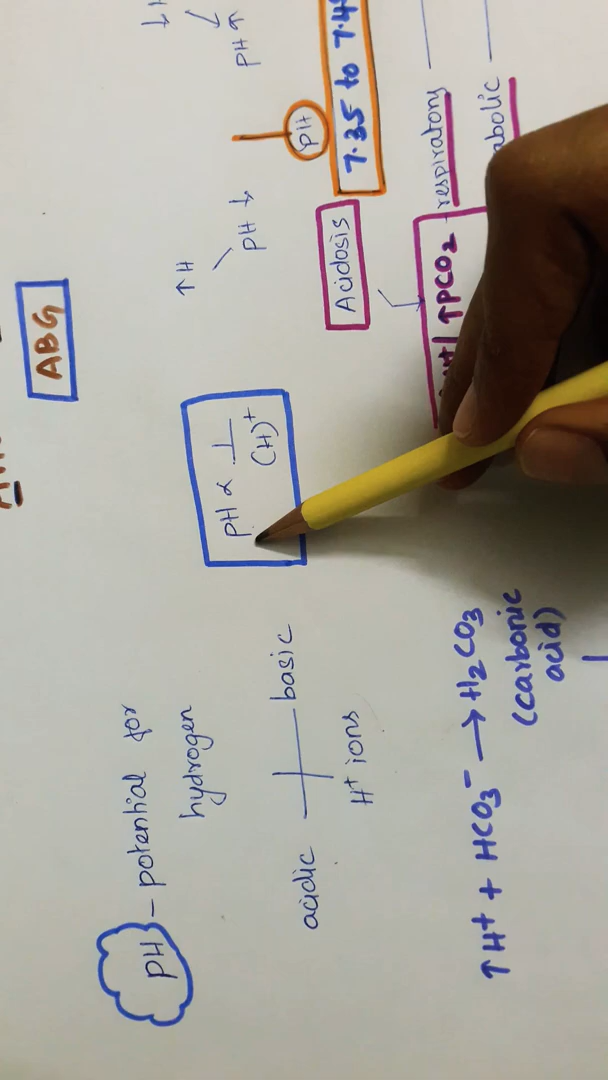 ABG
PH – potential for
hydrogen
acidic
basic
H+ ions
PH ∝ 1
(H)+
↑H
PH ↓
PH
PH ↑
7.35 to 7.4
Acidosis
↑PCO2
respiratory
↑H+ + HCO3⁻ → H2CO3
(carbonic
acid)